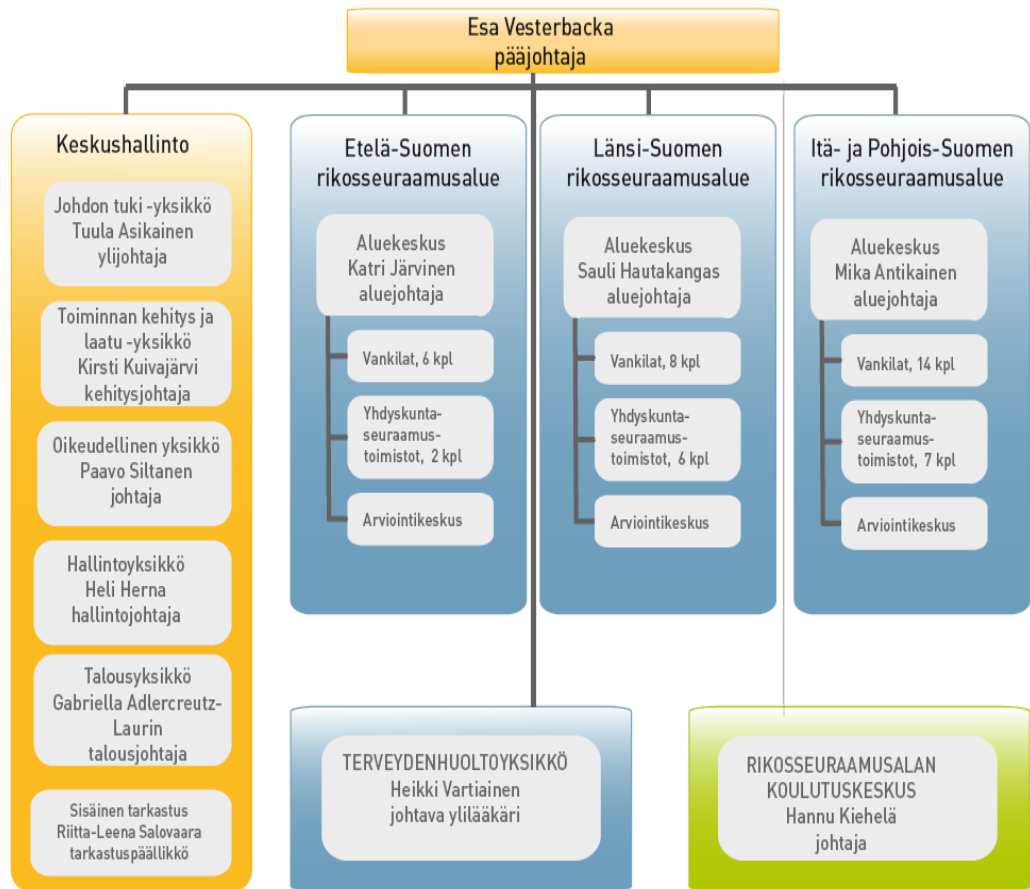 Esa Vesterbacka
pääjohtaja
Keskushallinto
Johdon tuki -yksikkö
Tuula Asikainen
ylijohtaja
Toiminnan kehitys ja
laatu -yksikkö
Kirsti Kuivajärvi
kehitysjohtaja
Oikeudellinen yksikkö
Paavo Siltanen
johtaja
Hallintoyksikkö
Heli Herna
hallintojohtaja
Talousyksikkö
Gabriella Adlercreutz-
Laurin
talousjohtaja
Sisäinen tarkastus
Riitta-Leena Salovaara
tarkastuspäällikkö
Etelä-Suomen
rikosseuraamusalue
Aluekeskus
Katri Järvinen
aluejohtaja
Vankilat, 6 kpl
Yhdyskunta-
seuraamus-
toimistot, 2 kpl
Arviointikeskus
Länsi-Suomen
rikosseuraamusalue
Aluekeskus
Sauli Hautakangas
aluejohtaja
Vankilat, 8 kpl
Yhdyskunta-
seuraamus-
toimistot, 6 kpl
Arviointikeskus
Itä- ja Pohjois-Suomen
rikosseuraamusalue
Aluekeskus
Mika Antikainen
aluejohtaja
Vankilat, 14 kpl
Yhdyskunta-
seuraamus-
toimistot, 7 kpl
Arviointikeskus
TERVEYDENHUOLTOYKSIKKÖ
Heikki Vartiainen
johtava ylilääkäri
RIKOSSEURAAMUSALAN
KOULUTUSKESKUS
Hannu Kiehelä
johtaja